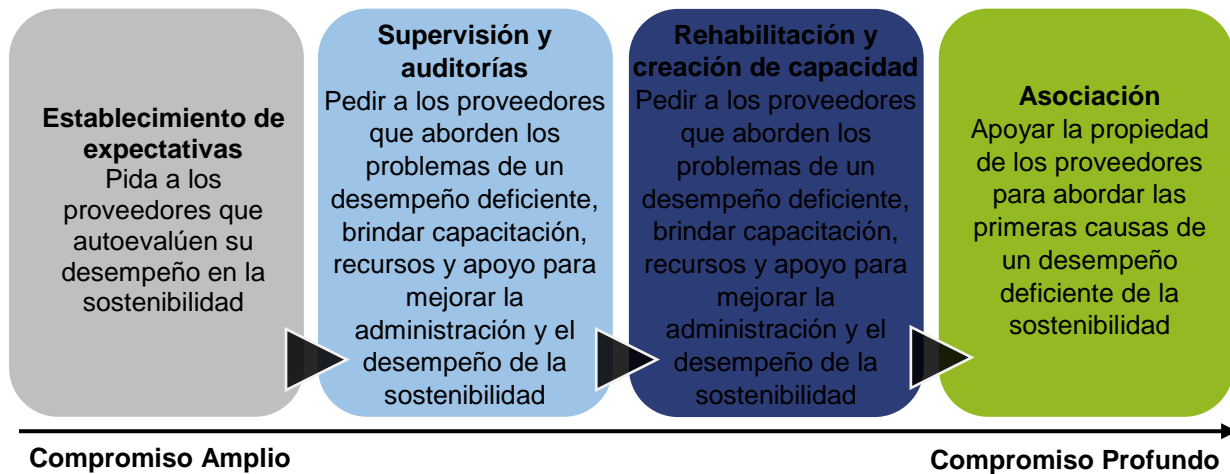 Establecimiento de
expectativas
Pida a los
proveedores que
autoevalúen su
desempeño en la
sostenibilidad
Supervisión y
auditorías
Pedir a los proveedores
que aborden los
problemas de un
desempeño deficiente,
brindar capacitación,
recursos y apoyo para
mejorar la
administración y el
desempeño de la
sostenibilidad
Rehabilitación y
creación de capacidad
Pedir a los proveedores
que aborden los
problemas de un
desempeño deficiente,
brindar capacitación,
recursos y apoyo para
mejorar la
administración y el
desempeño de la
sostenibilidad
Asociación
Apoyar la propiedad
de los proveedores
para abordar las
primeras causas de
un desempeño
deficiente de la
sostenibilidad
Compromiso Amplio
Compromiso Profundo